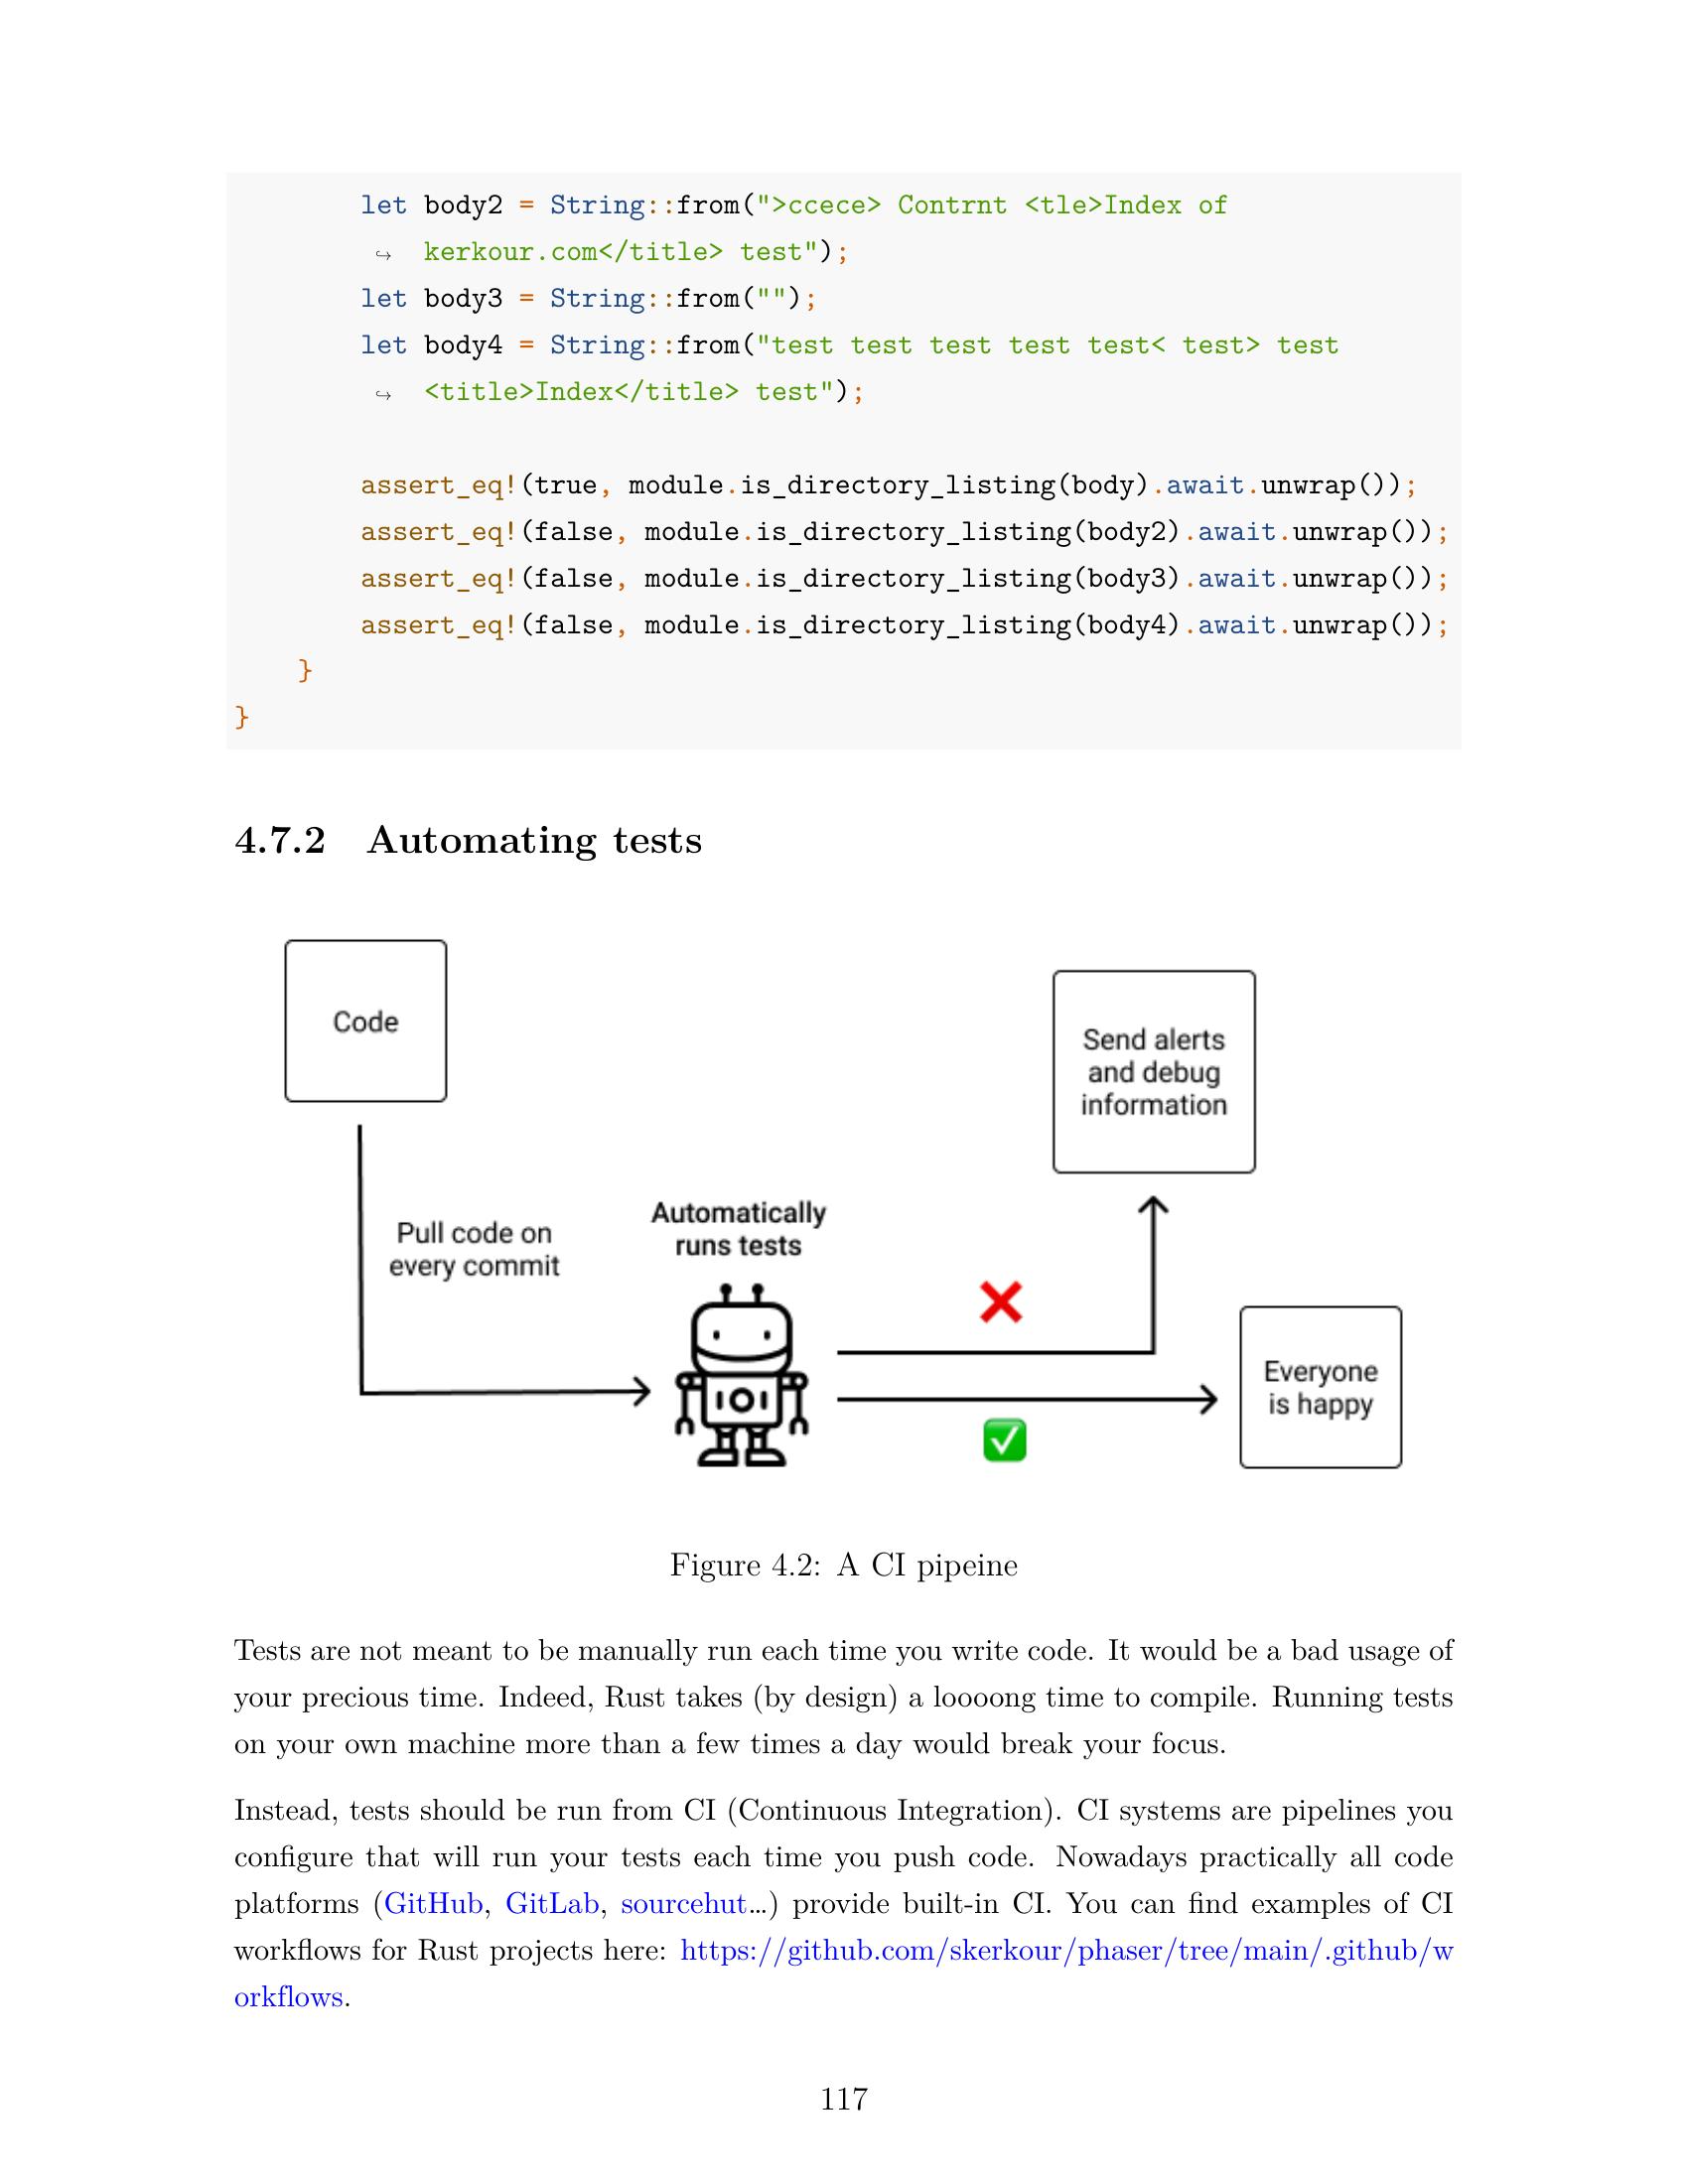 let body2 = String::from(">ccece> Contrnt <tle>Index of
↪ kerkour.com</title> test");
let body3 = String::from("");
let body4 = String::from("test test test test test< test> test
↪ <title>Index</title> test");
assert_eq!(true, module.is_directory_listing(body).await.unwrap());
assert_eq!(false, module.is_directory_listing(body2).await.unwrap());
assert_eq!(false, module.is_directory_listing(body3).await.unwrap());
assert_eq!(false, module.is_directory_listing(body4).await.unwrap());
}
}
4.7.2 Automating tests
Code
Send alerts
and debug
information
Pull code on
every commit
Automatically
runs tests
Everyone
is happy
Figure 4.2: A CI pipeine
Tests are not meant to be manually run each time you write code. It would be a bad usage of
your precious time. Indeed, Rust takes (by design) a loooong time to compile. Running tests
on your own machine more than a few times a day would break your focus.
Instead, tests should be run from CI (Continuous Integration). CI systems are pipelines you
configure that will run your tests each time you push code. Nowadays practically all code
platforms (GitHub, GitLab, sourcehut…) provide built-in CI. You can find examples of CI
workflows for Rust projects here: https://github.com/skerkour/phaser/tree/main/.github/w
orkflows.
117